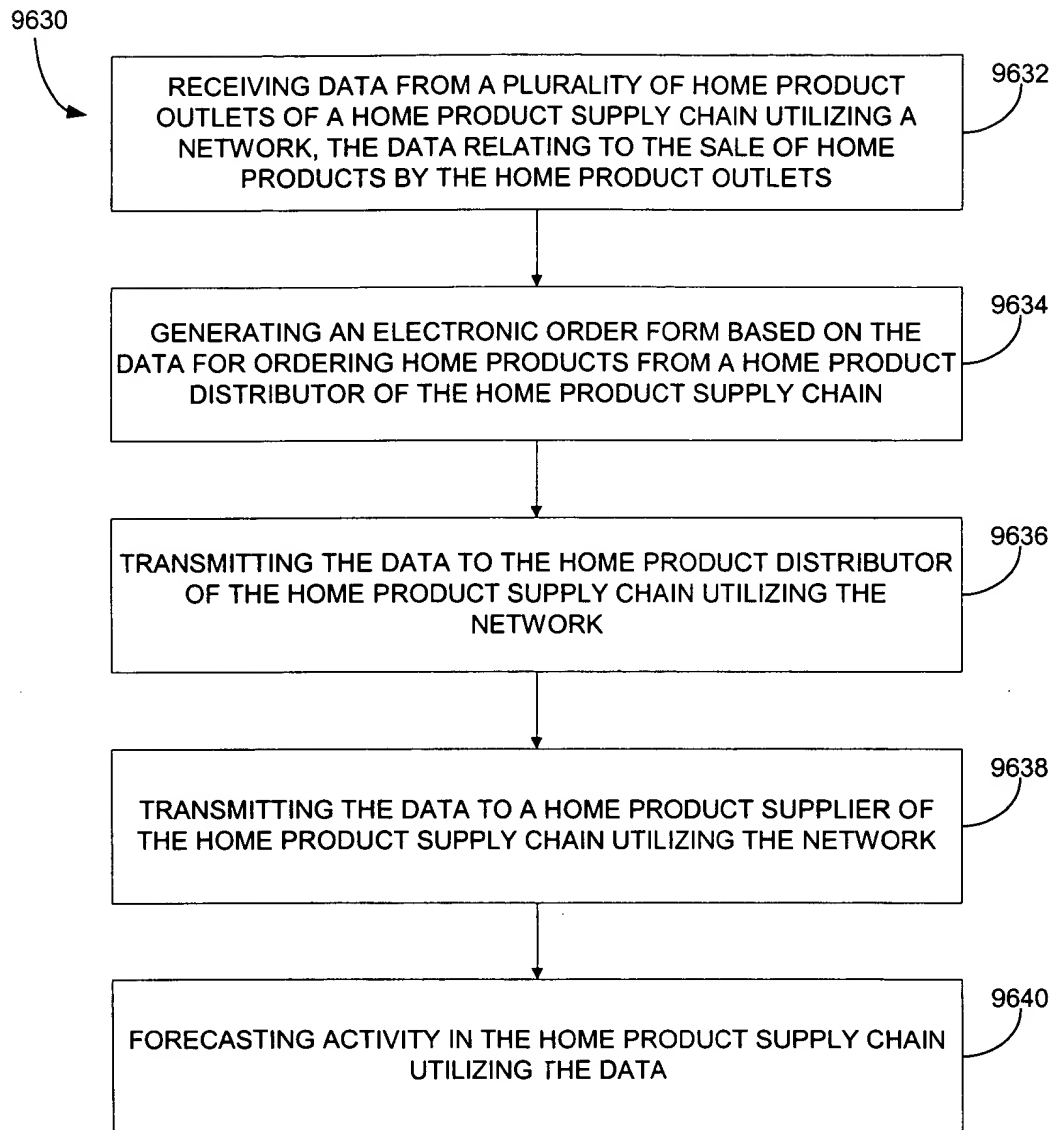 9630
RECEIVING DATA FROM A PLURALITY OF HOME PRODUCT
OUTLETS OF A HOME PRODUCT SUPPLY CHAIN UTILIZING A
NETWORK, THE DATA RELATING TO THE SALE OF HOME
PRODUCTS BY THE HOME PRODUCT OUTLETS
9632
GENERATING AN ELECTRONIC ORDER FORM BASED ON THE
DATA FOR ORDERING HOME PRODUCTS FROM A HOME PRODUCT
DISTRIBUTOR OF THE HOME PRODUCT SUPPLY CHAIN
9634
TRANSMITTING THE DATA TO THE HOME PRODUCT DISTRIBUTOR
OF THE HOME PRODUCT SUPPLY CHAIN UTILIZING THE
NETWORK
9636
TRANSMITTING THE DATA TO A HOME PRODUCT SUPPLIER OF
THE HOME PRODUCT SUPPLY CHAIN UTILIZING THE NETWORK
9638
FORECASTING ACTIVITY IN THE HOME PRODUCT SUPPLY CHAIN
UTILIZING THE DATA
9640